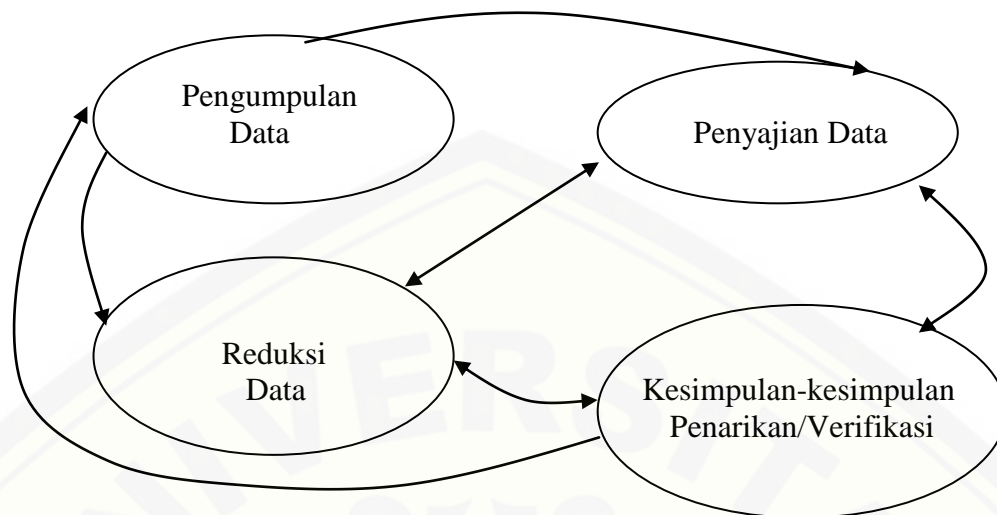 Pengumpulan
Data
Penyajian Data
Reduksi
Data
Kesimpulan-kesimpulan
Penarikan/Verifikasi